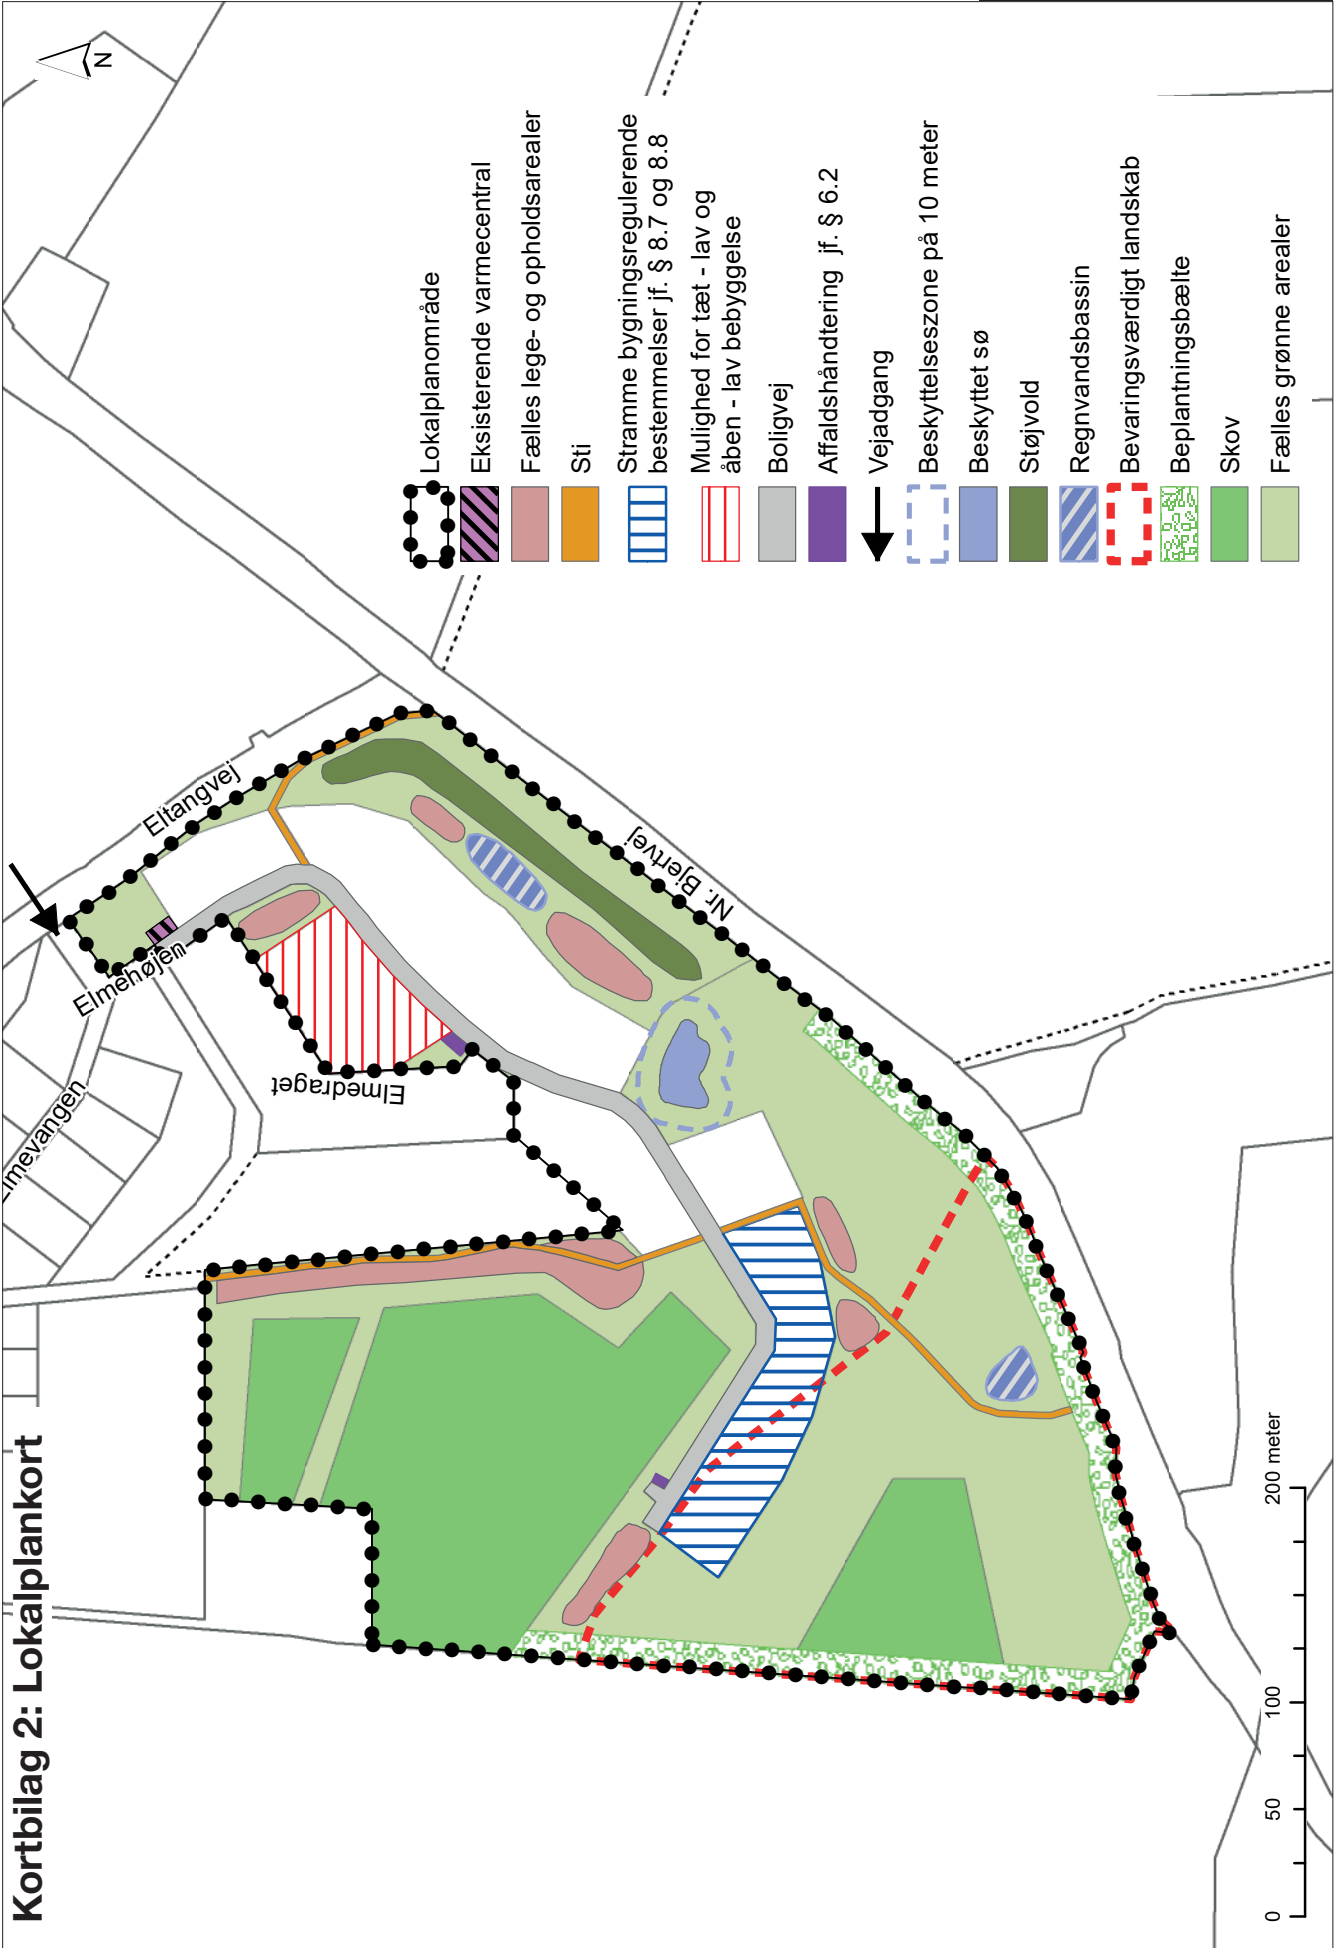 Kortbilag 2: Lokalplankort
N
Elmevangen
Elmehøjen
Eltangvej
Elmedraget
Nr. Bjertvej
Lokalplanområde
Eksisterende varmecentral
Fælles lege- og opholdsarealer
Sti
Stramme bygningsregulerende
bestemmelser jf. § 8.7 og 8.8
Mulighed for tæt - lav og
åben - lav bebyggelse
Boligvej
Affaldshåndtering jf. § 6.2
Vejadgang
Beskyttelseszone på 10 meter
Beskyttet sø
Støjvold
Regnvandsbassin
Bevaringsværdigt landskab
Beplantningsbælte
Skov
Fælles grønne arealer
0 50 100 200 meter